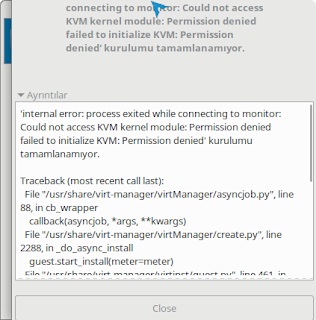 connecting to monitor: Could not access
KVM kernel module: Permission denied
failed to initialize KVM: Permission
denied' kurulumu tamamlanamıyor.
Ayrıntılar
'internal error: process exited while connecting to monitor:
Could not access KVM kernel module: Permission denied
failed to initialize KVM: Permission denied' kurulumu
tamamlanamıyor.
Traceback (most recent call last):
File "/usr/share/virt-manager/virtManager/asyncjob.py", line
88, in cb_wrapper
callback(asyncjob, *args, **kwargs)
File "/usr/share/virt-manager/virtManager/create.py", line
2288, in _do_async_install
guest.start_install(meter=meter)
File "/usr/share/virt-manager/virtinst/guest.py", line 461, in
Close